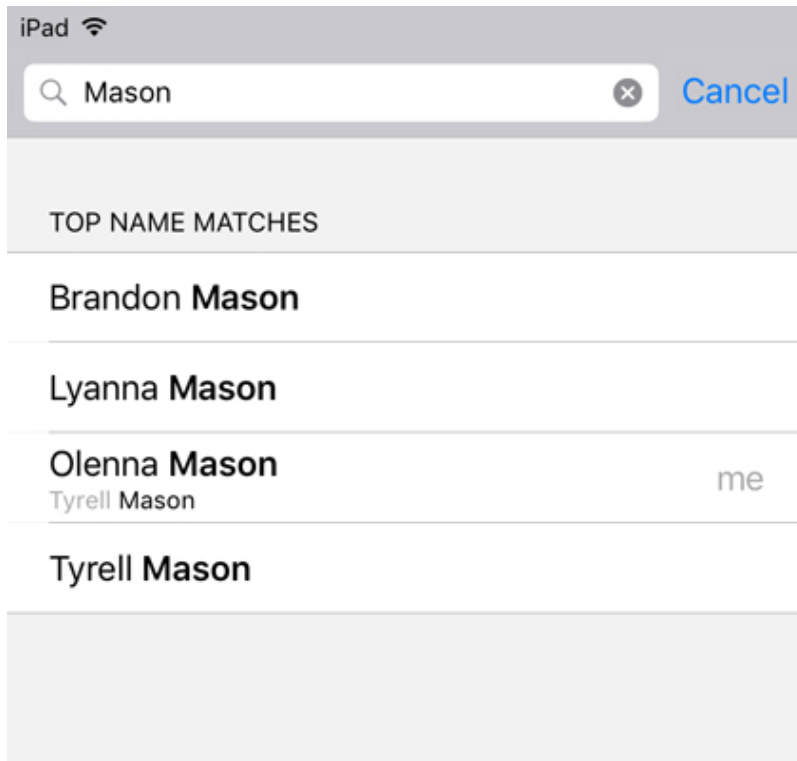 iPad
Mason
Cancel
TOP NAME MATCHES
Brandon Mason
Lyanna Mason
Olenna Mason
Tyrell Mason
me
Tyrell Mason